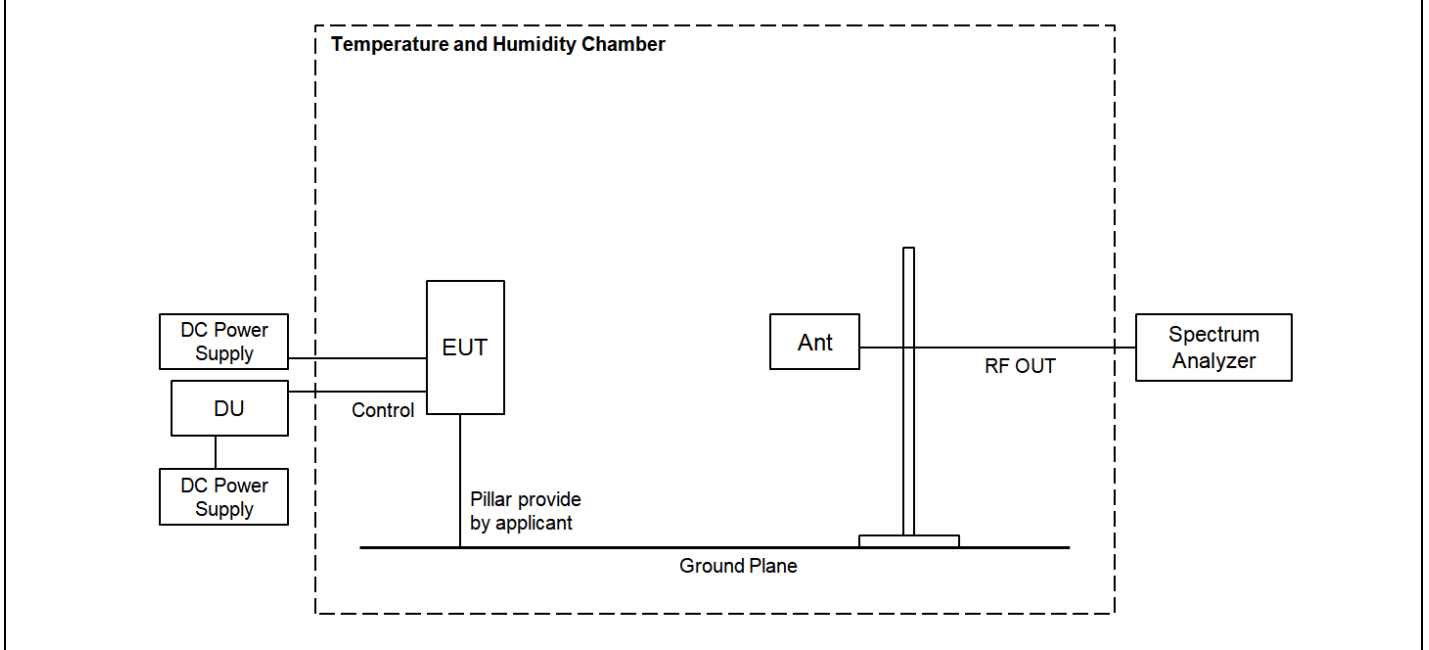 Temperature and Humidity Chamber
DC Power
Supply
EUT
Ant
Spectrum
Analyzer
RF OUT
DU
Control
DC Power
Supply
Pillar provide
by applicant
Ground Plane